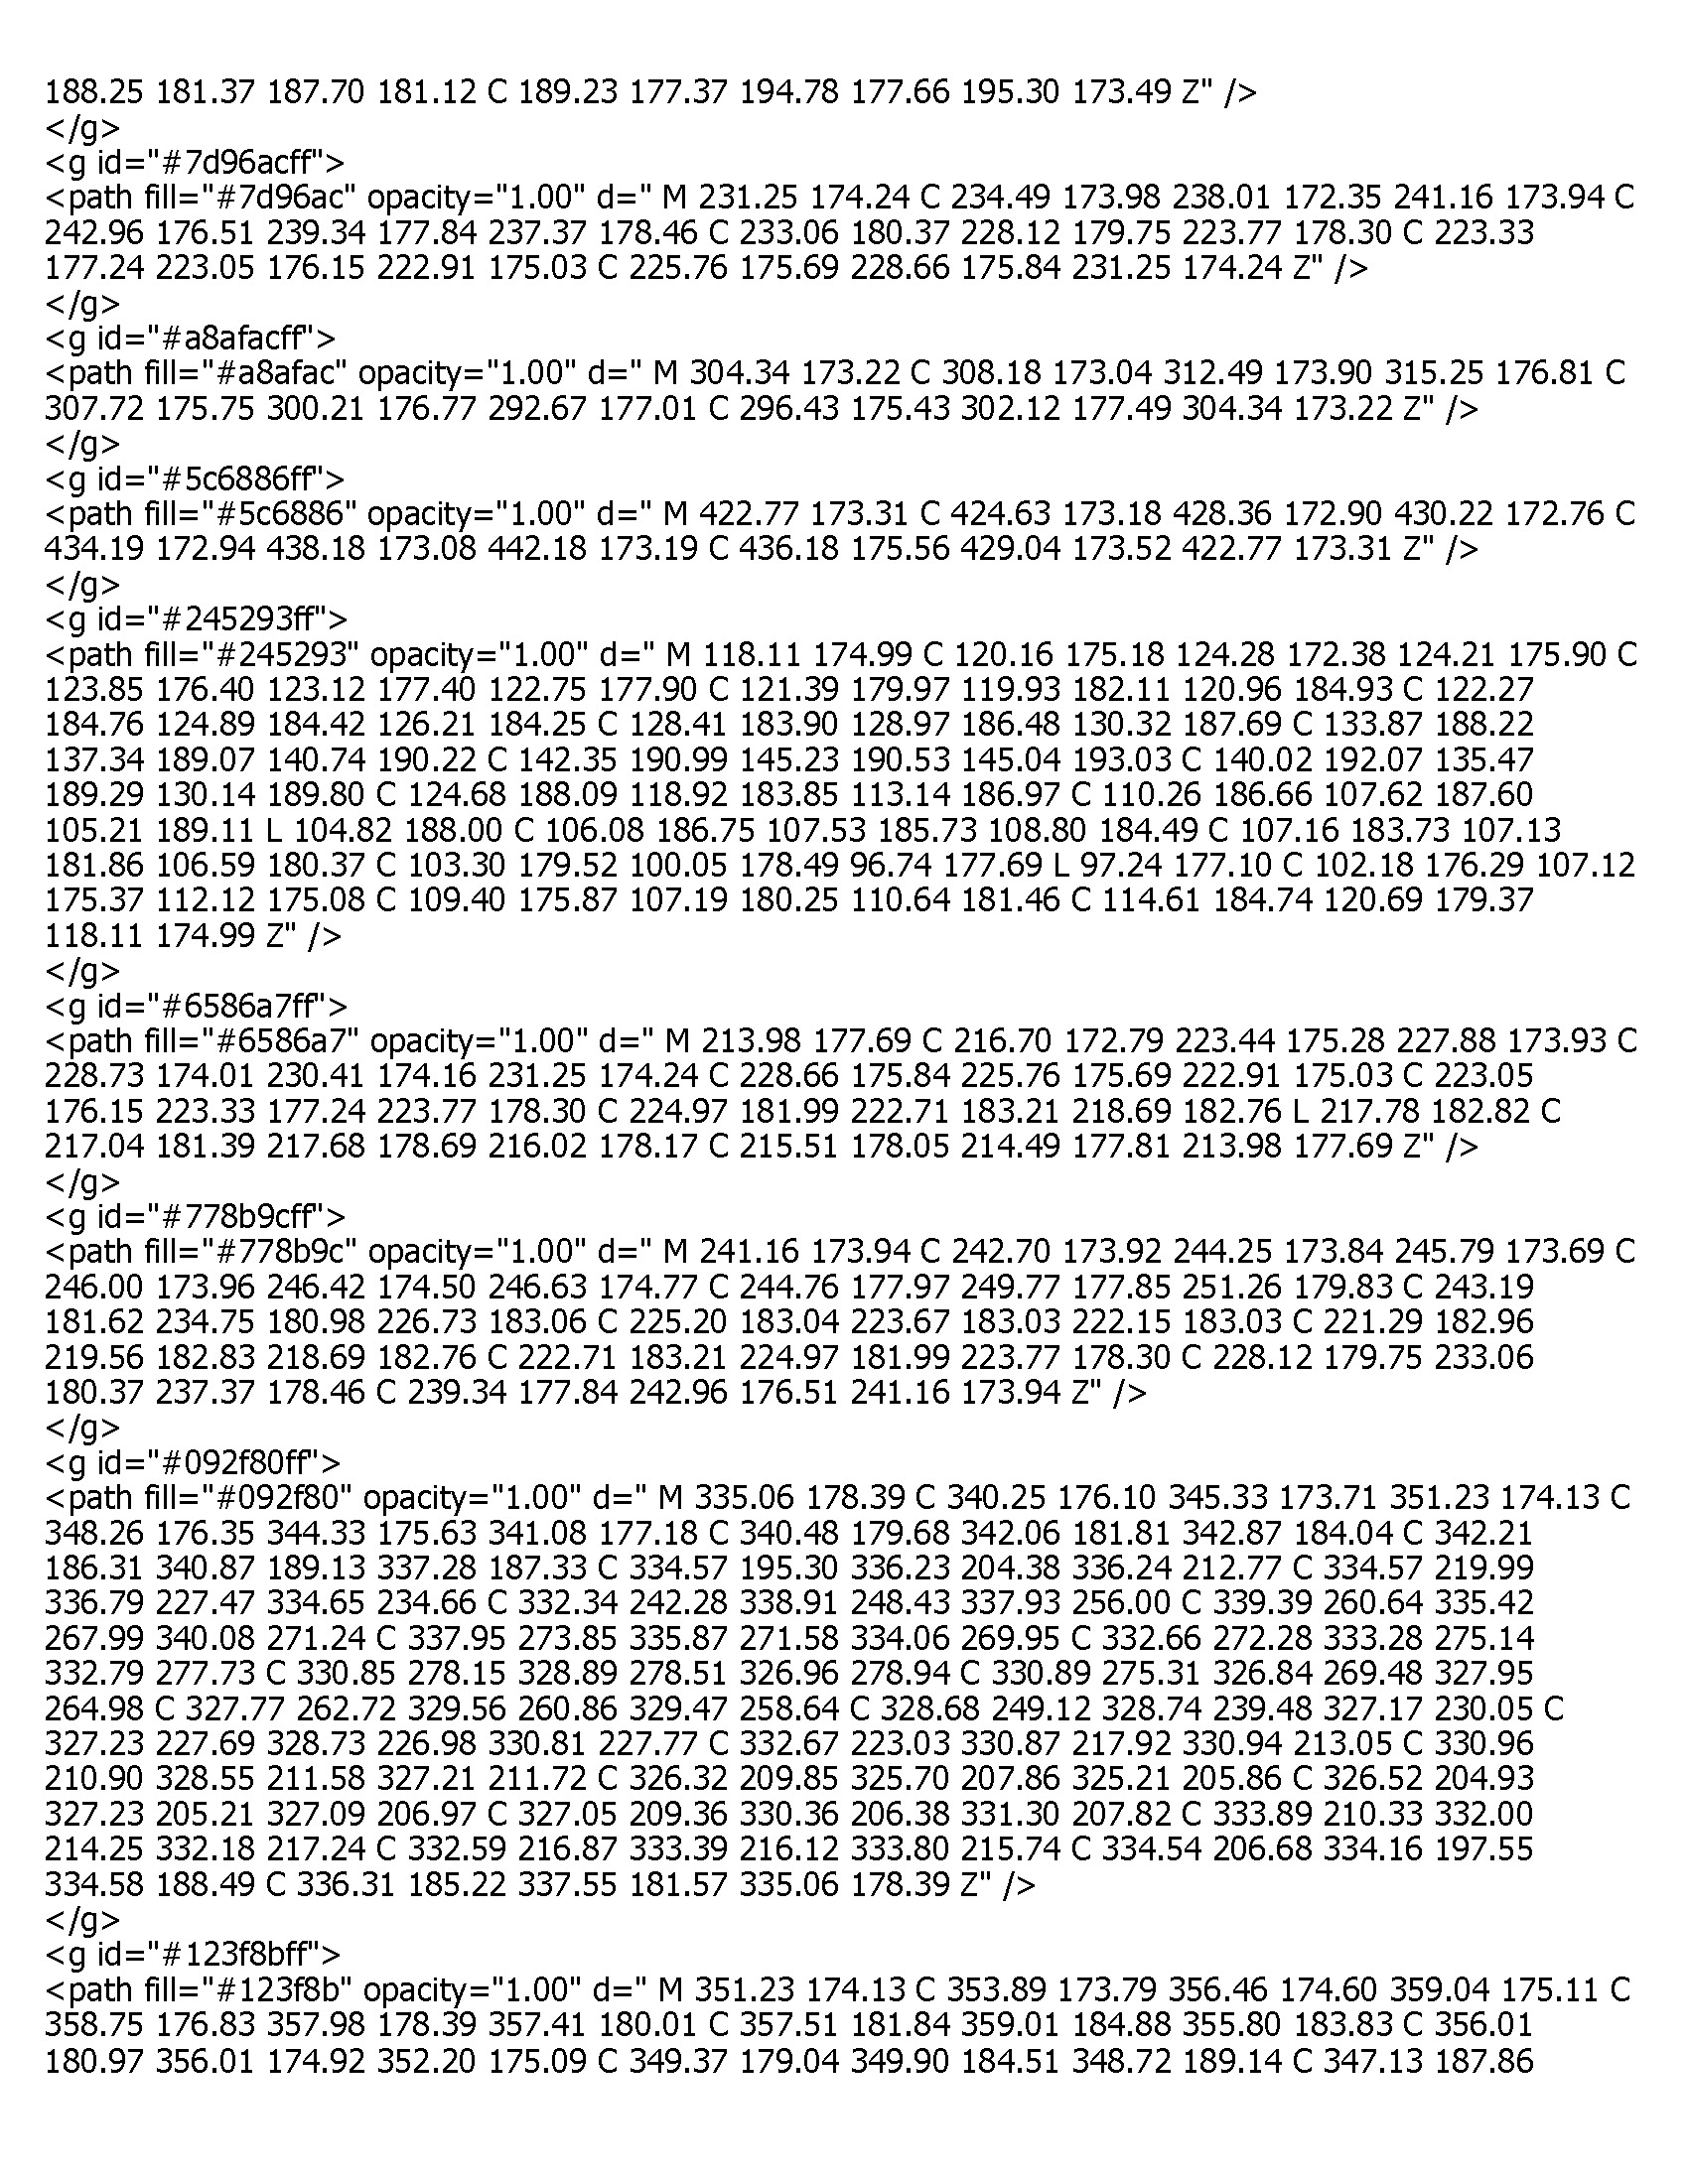 188.25 181.37 187.70 181.12 C 189.23 177.37 194.78 177.66 195.30 173.49 Z" />
</g>
<g id="#7d96acff">
<path fill="#7d96ac" opacity="1.00" d=" M 231.25 174.24 C 234.49 173.98 238.01 172.35 241.16 173.94 C
242.96 176.51 239.34 177.84 237.37 178.46 C 233.06 180.37 228.12 179.75 223.77 178.30 C 223.33
177.24 223.05 176.15 222.91 175.03 C 225.76 175.69 228.66 175.84 231.25 174.24 Z" />
</g>
<g id="#a8afacff">
<path fill="#a8afac" opacity="1.00" d=" M 304.34 173.22 C 308.18 173.04 312.49 173.90 315.25 176.81 C
307.72 175.75 300.21 176.77 292.67 177.01 C 296.43 175.43 302.12 177.49 304.34 173.22 Z" />
</g>
<g id="#5c6886ff">
<path fill="#5c6886" opacity="1.00" d=" M 422.77 173.31 C 424.63 173.18 428.36 172.90 430.22 172.76 C
434.19 172.94 438.18 173.08 442.18 173.19 C 436.18 175.56 429.04 173.52 422.77 173.31 Z" />
</g>
<g id="#245293ff">
<path fill="#245293" opacity="1.00" d=" M 118.11 174.99 C 120.16 175.18 124.28 172.38 124.21 175.90 C
123.85 176.40 123.12 177.40 122.75 177.90 C 121.39 179.97 119.93 182.11 120.96 184.93 C 122.27
184.76 124.89 184.42 126.21 184.25 C 128.41 183.90 128.97 186.48 130.32 187.69 C 133.87 188.22
137.34 189.07 140.74 190.22 C 142.35 190.99 145.23 190.53 145.04 193.03 C 140.02 192.07 135.47
189.29 130.14 189.80 C 124.68 188.09 118.92 183.85 113.14 186.97 C 110.26 186.66 107.62 187.60
105.21 189.11 L 104.82 188.00 C 106.08 186.75 107.53 185.73 108.80 184.49 C 107.16 183.73 107.13
181.86 106.59 180.37 C 103.30 179.52 100.05 178.49 96.74 177.69 L 97.24 177.10 C 102.18 176.29 107.12
175.37 112.12 175.08 C 109.40 175.87 107.19 180.25 110.64 181.46 C 114.61 184.74 120.69 179.37
118.11 174.99 Z" />
</g>
<g id="#6586a7ff">
<path fill="#6586a7" opacity="1.00" d=" M 213.98 177.69 C 216.70 172.79 223.44 175.28 227.88 173.93 C
228.73 174.01 230.41 174.16 231.25 174.24 C 228.66 175.84 225.76 175.69 222.91 175.03 C 223.05
176.15 223.33 177.24 223.77 178.30 C 224.97 181.99 222.71 183.21 218.69 182.76 L 217.78 182.82 C
217.04 181.39 217.68 178.69 216.02 178.17 C 215.51 178.05 214.49 177.81 213.98 177.69 Z" />
</g>
<g id="#778b9cff">
<path fill="#778b9c" opacity="1.00" d=" M 241.16 173.94 C 242.70 173.92 244.25 173.84 245.79 173.69 C
246.00 173.96 246.42 174.50 246.63 174.77 C 244.76 177.97 249.77 177.85 251.26 179.83 C 243.19
181.62 234.75 180.98 226.73 183.06 C 225.20 183.04 223.67 183.03 222.15 183.03 C 221.29 182.96
219.56 182.83 218.69 182.76 C 222.71 183.21 224.97 181.99 223.77 178.30 C 228.12 179.75 233.06
180.37 237.37 178.46 C 239.34 177.84 242.96 176.51 241.16 173.94 Z" />
</g>
<g id="#092f80ff">
<path fill="#092f80" opacity="1.00" d=" M 335.06 178.39 C 340.25 176.10 345.33 173.71 351.23 174.13 C
348.26 176.35 344.33 175.63 341.08 177.18 C 340.48 179.68 342.06 181.81 342.87 184.04 C 342.21
186.31 340.87 189.13 337.28 187.33 C 334.57 195.30 336.23 204.38 336.24 212.77 C 334.57 219.99
336.79 227.47 334.65 234.66 C 332.34 242.28 338.91 248.43 337.93 256.00 C 339.39 260.64 335.42
267.99 340.08 271.24 C 337.95 273.85 335.87 271.58 334.06 269.95 C 332.66 272.28 333.28 275.14
332.79 277.73 C 330.85 278.15 328.89 278.51 326.96 278.94 C 330.89 275.31 326.84 269.48 327.95
264.98 C 327.77 262.72 329.56 260.86 329.47 258.64 C 328.68 249.12 328.74 239.48 327.17 230.05 C
327.23 227.69 328.73 226.98 330.81 227.77 C 332.67 223.03 330.87 217.92 330.94 213.05 C 330.96
210.90 328.55 211.58 327.21 211.72 C 326.32 209.85 325.70 207.86 325.21 205.86 C 326.52 204.93
327.23 205.21 327.09 206.97 C 327.05 209.36 330.36 206.38 331.30 207.82 C 333.89 210.33 332.00
214.25 332.18 217.24 C 332.59 216.87 333.39 216.12 333.80 215.74 C 334.54 206.68 334.16 197.55
334.58 188.49 C 336.31 185.22 337.55 181.57 335.06 178.39 Z" />
</g>
<g id="#123f8bff">
<path fill="#123f8b" opacity="1.00" d=" M 351.23 174.13 C 353.89 173.79 356.46 174.60 359.04 175.11 C
358.75 176.83 357.98 178.39 357.41 180.01 C 357.51 181.84 359.01 184.88 355.80 183.83 C 356.01
180.97 356.01 174.92 352.20 175.09 C 349.37 179.04 349.90 184.51 348.72 189.14 C 347.13 187.86